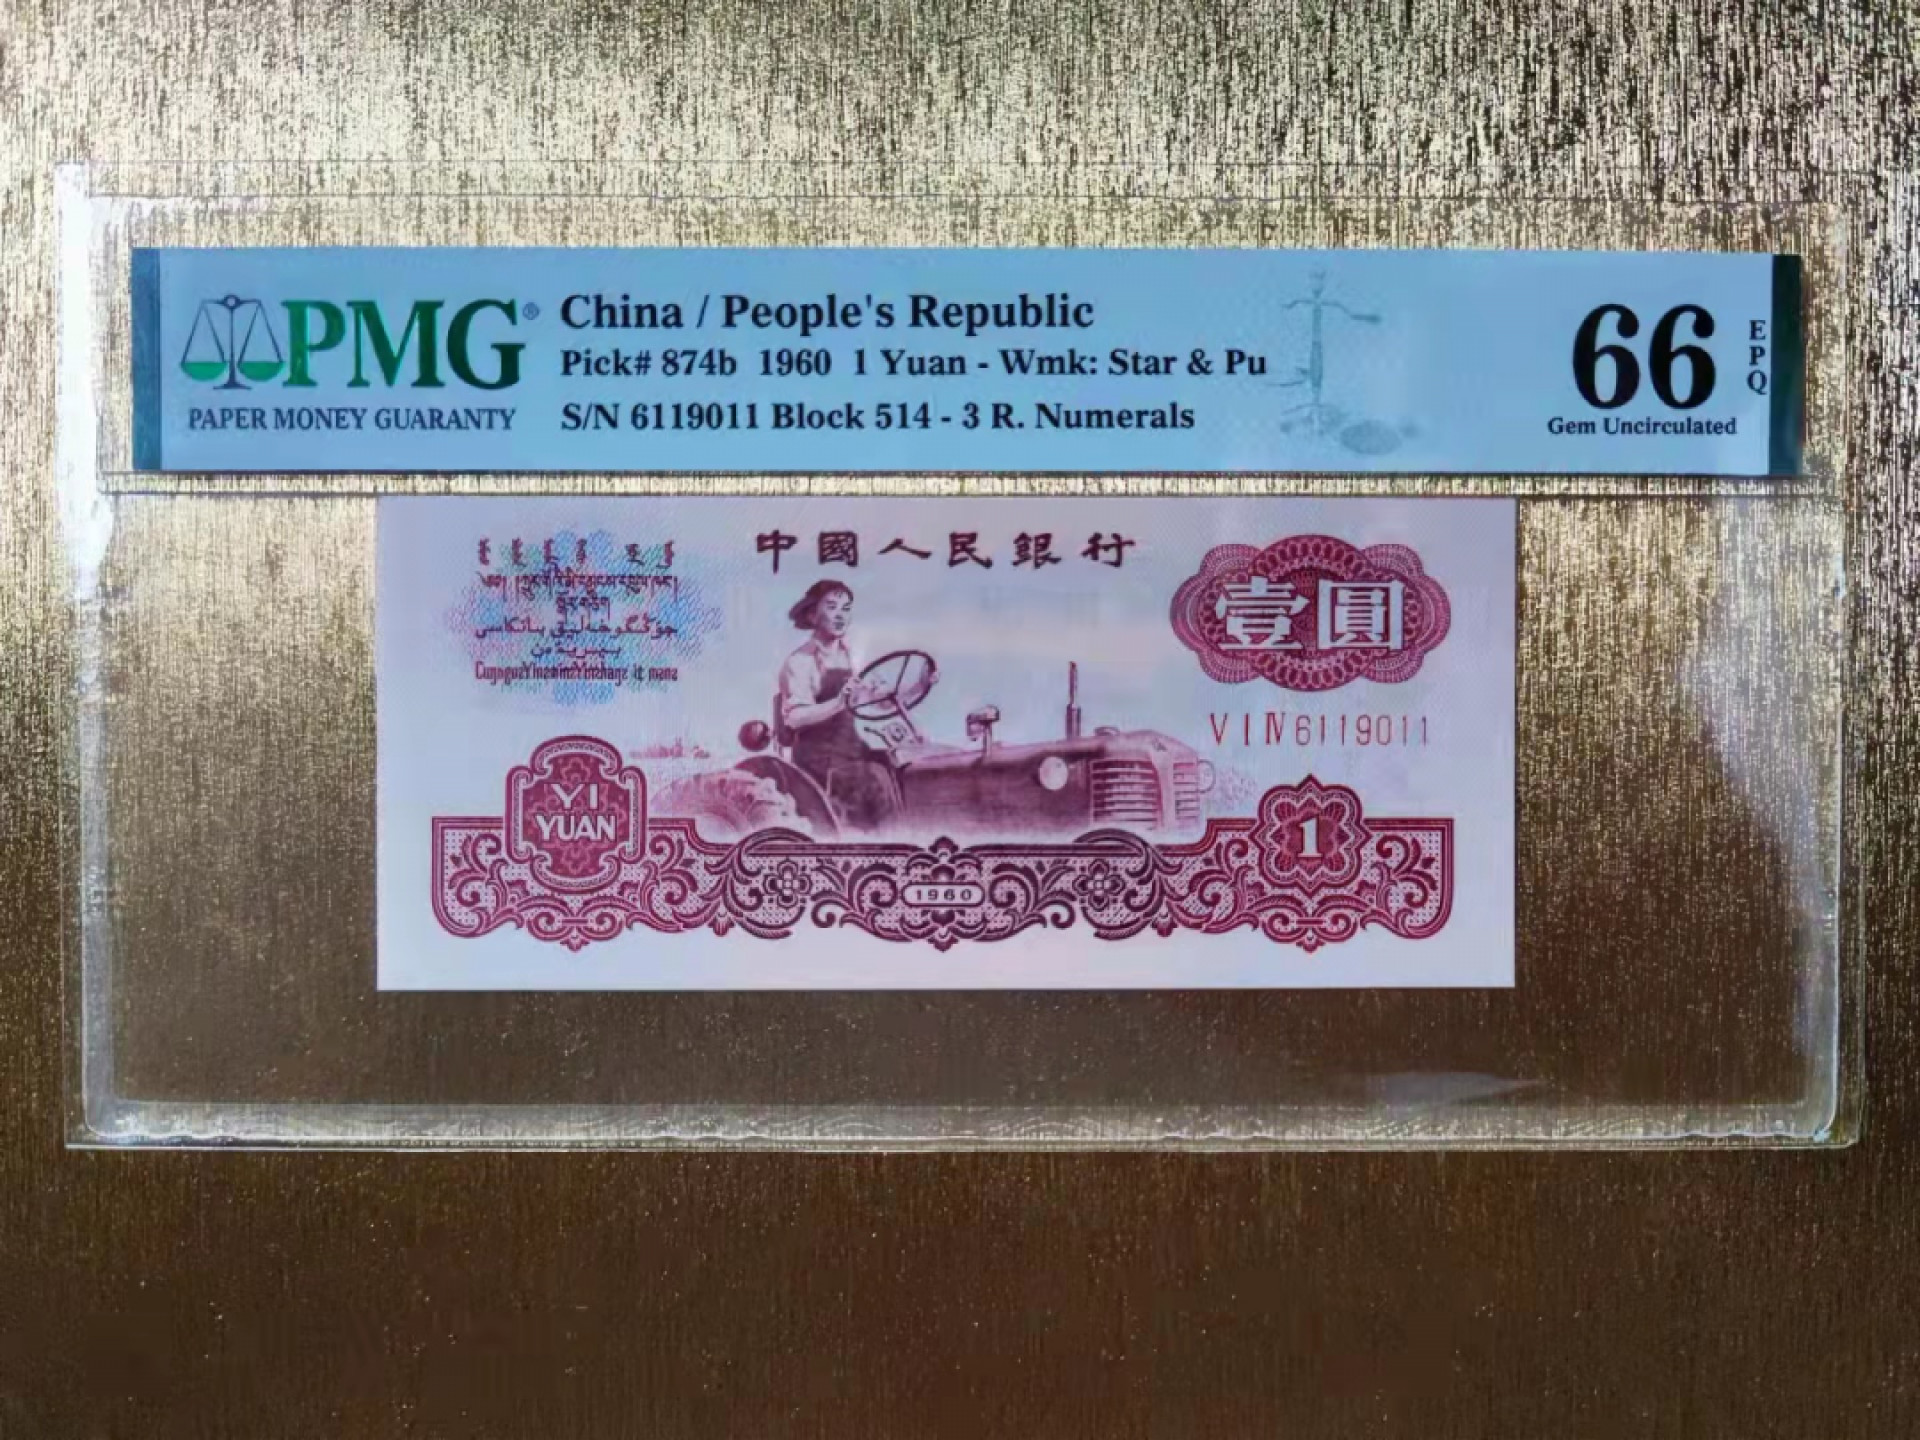 PMG®
PAPER MONEY GUARANTY
China / People's Republic
Pick# 874b 1960 1 Yuan - Wmk: Star & Pu
S/N 6119011 Block 514 - 3 R. Numerals
66
EPQ
Gem Uncirculated
中國人民銀行
壹圓
VIIV6119011
YI
YUAN
1960
1